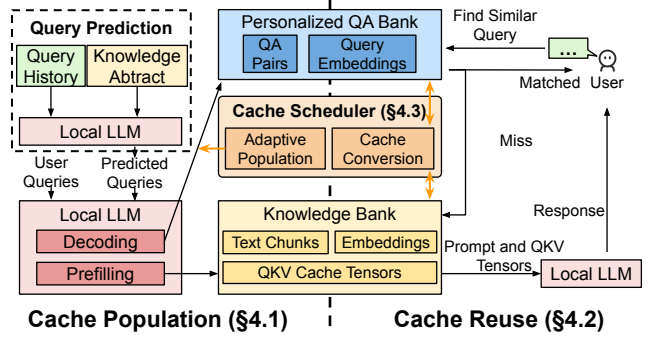 Query Prediction
Query
History
Knowledge
Abtract
Local LLM
User
Queries
Predicted
Queries
Local LLM
Decoding
Prefilling
Personalized QA Bank
QA
Pairs
Query
Embeddings
Cache Scheduler (§4.3)
Adaptive
Population
Cache
Conversion
Knowledge Bank
Text Chunks
Embeddings
QKV Cache Tensors
Find Similar
Query
...
Matched
User
Miss
Response
Prompt and QKV
Tensors
Local LLM
Cache Population (§4.1)
Cache Reuse (§4.2)